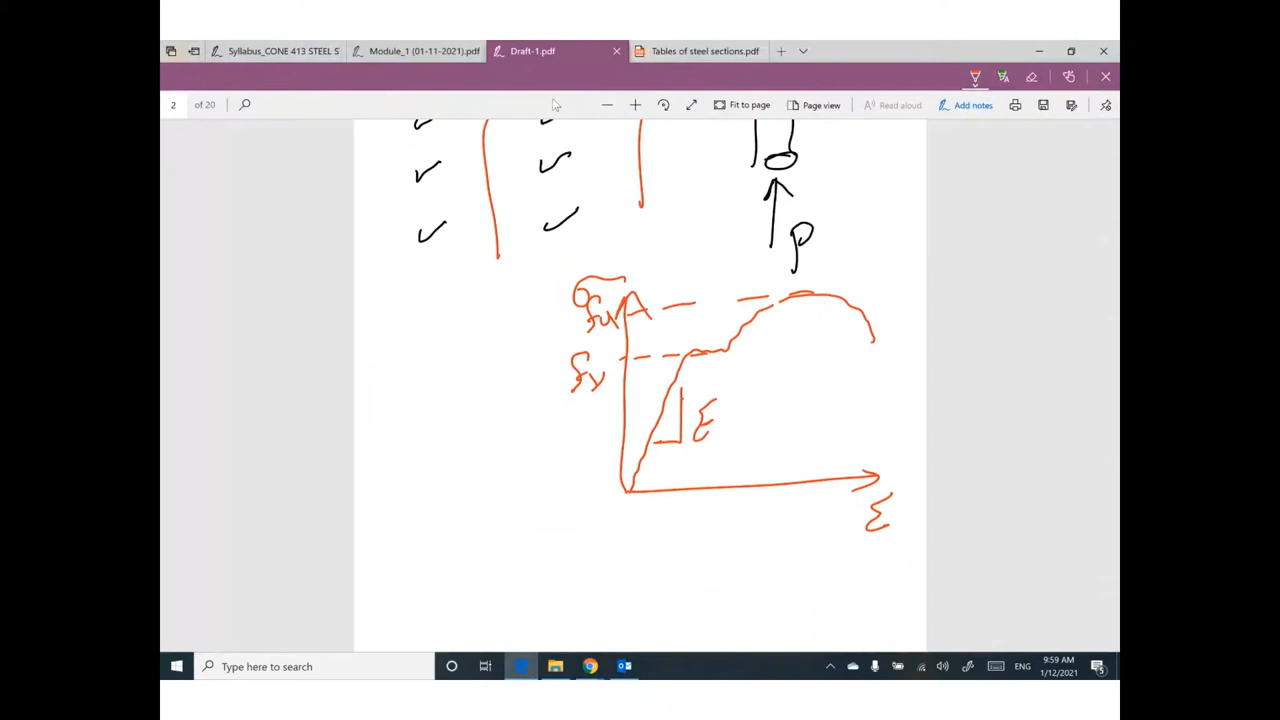 Syllabus_CONE 413 STEEL S
Module_1 (01-11-2021).pdf
Draft-1.pdf
Tables of steel sections.pdf
2 of 20
Fit to page
Page view
Read aloud
Add notes
P
σ
fu
fy
E
ε
Type here to search
ENG
9:59 AM
1/12/2021
5